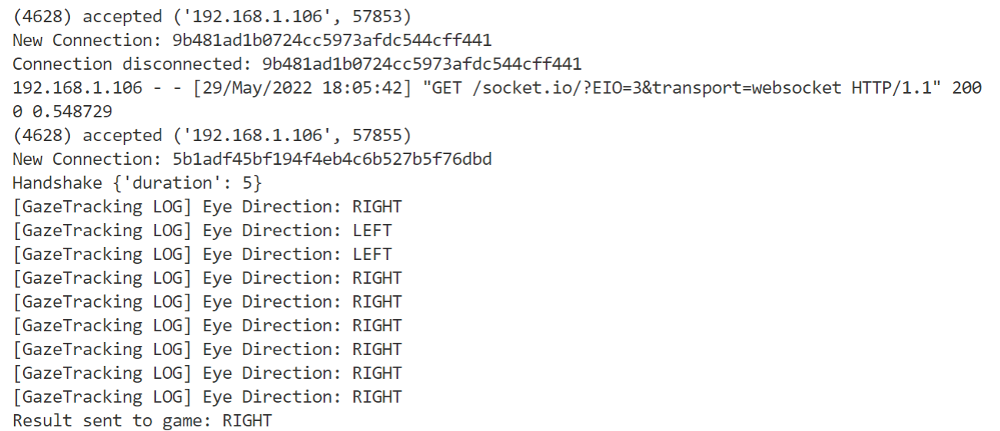 (4628) accepted ('192.168.1.106', 57853)
New Connection: 9b481ad1b0724cc5973afdc544cff441
Connection disconnected: 9b481ad1b0724cc5973afdc544cff441
192.168.1.106 - - [29/May/2022 18:05:42] "GET /socket.io/?EIO=3&transport=websocket HTTP/1.1" 200
0 0.548729
(4628) accepted ('192.168.1.106', 57855)
New Connection: 5b1adf45bf194f4eb4c6b527b5f76dbd
Handshake {'duration': 5}
[GazeTracking LOG] Eye Direction: RIGHT
[GazeTracking LOG] Eye Direction: LEFT
[GazeTracking LOG] Eye Direction: LEFT
[GazeTracking LOG] Eye Direction: RIGHT
[GazeTracking LOG] Eye Direction: RIGHT
[GazeTracking LOG] Eye Direction: RIGHT
[GazeTracking LOG] Eye Direction: RIGHT
[GazeTracking LOG] Eye Direction: RIGHT
[GazeTracking LOG] Eye Direction: RIGHT
Result sent to game: RIGHT